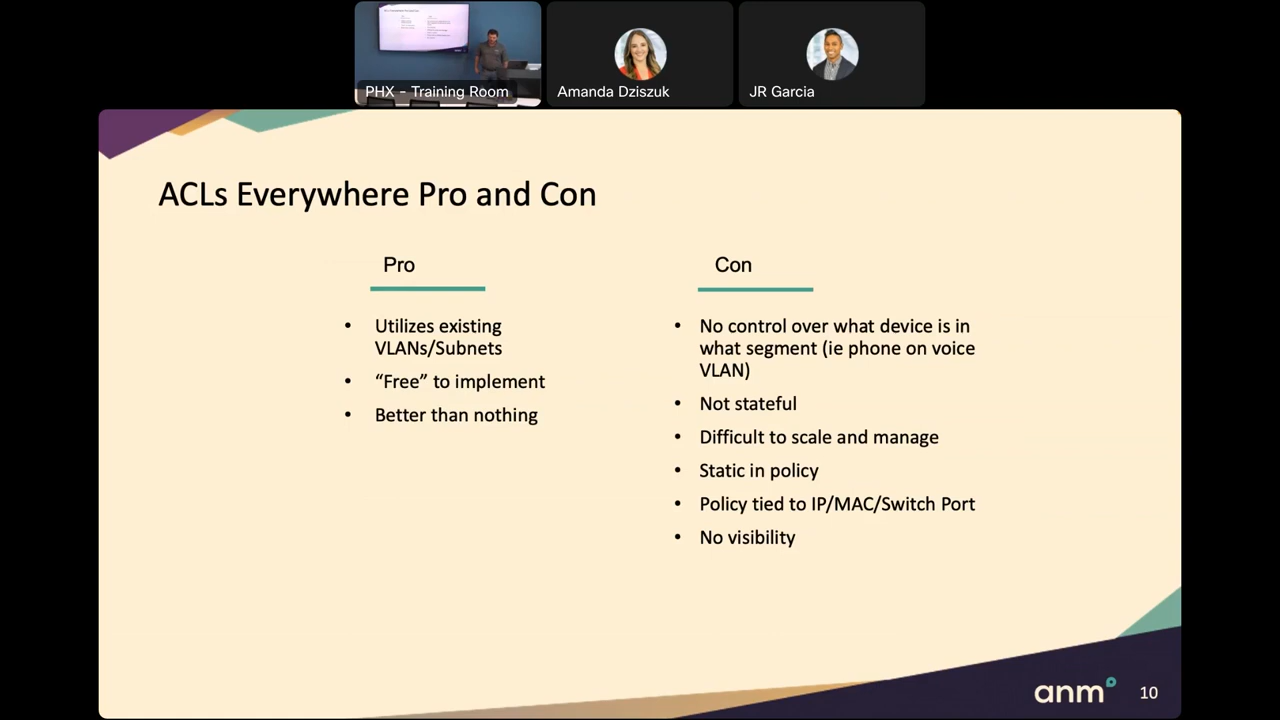 PHX - Training Room
Amanda Dziszuk
JR Garcia
ACLs Everywhere Pro and Con
Pro
• Utilizes existing
VLANs/Subnets
• “Free” to implement
• Better than nothing
Con
• No control over what device is in
what segment (ie phone on voice
VLAN)
• Not stateful
• Difficult to scale and manage
• Static in policy
• Policy tied to IP/MAC/Switch Port
• No visibility
anm
10